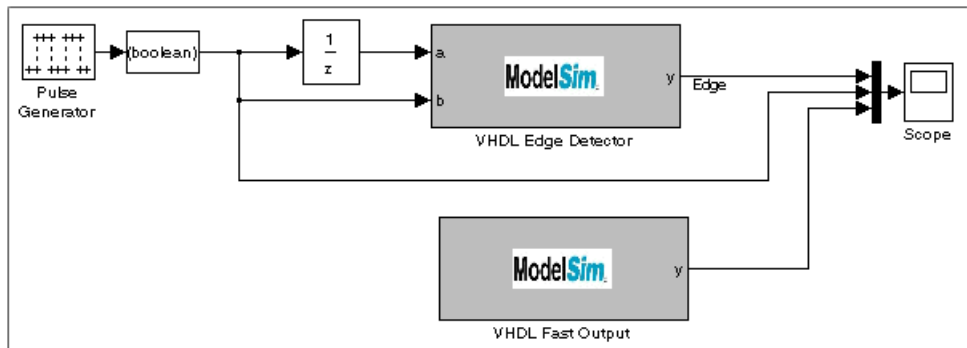 Pulse
Generator
(boolean)
1
z
a
b
ModelSim
y
VHDL Edge Detector
Edge
Scope
ModelSim
y
VHDL Fast Output